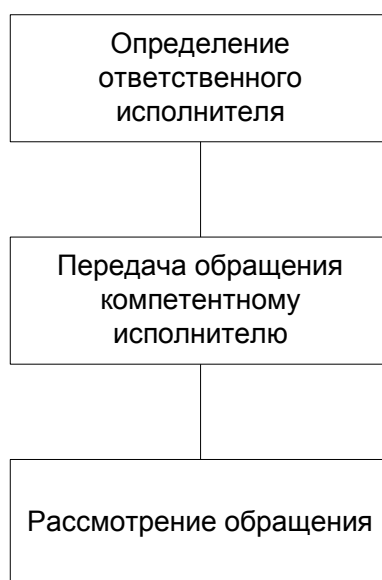 Определение
ответственного
исполнителя
Передача обращения
компетентному
исполнителю
Рассмотрение обращения